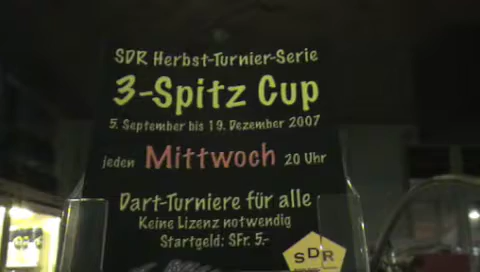 SDR Herbst-Turnier-Serie
3-Spitz Cup
5. September bis 19. Dezember 2007
jeden Mittwoch 20 Uhr
Dart-Turniere für alle
Keine Lizenz notwendig
Startgeld: SFr. 5.-
SDR